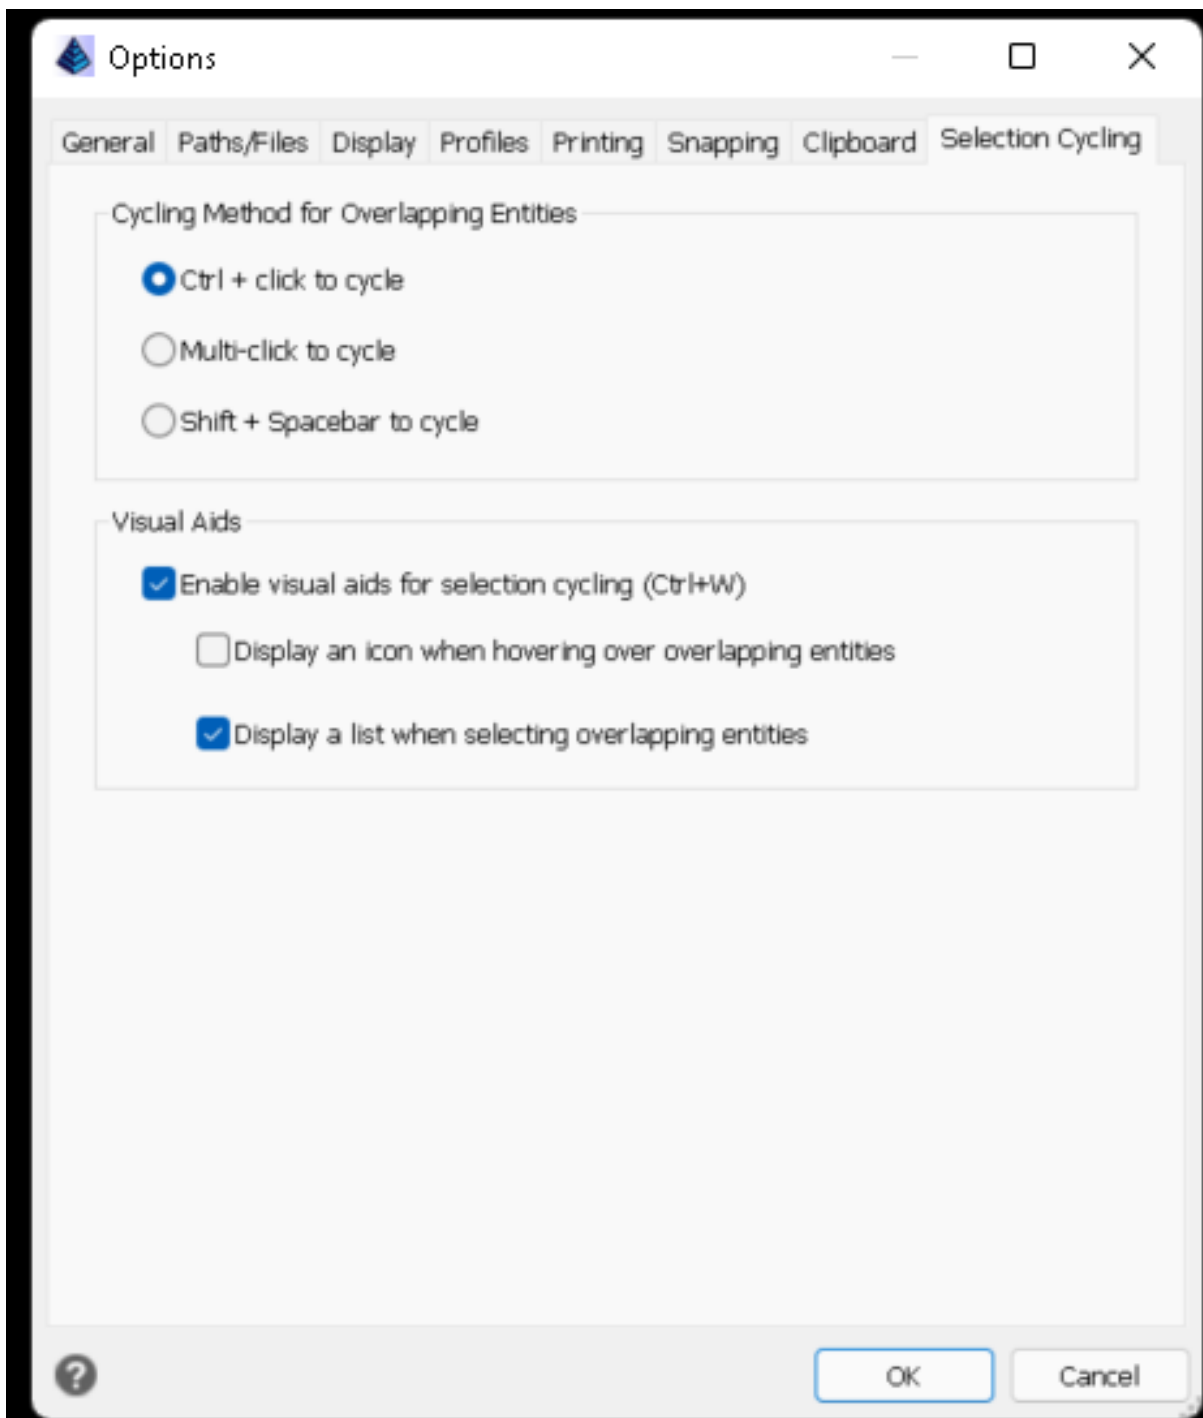 Options
General Paths/Files Display Profiles Printing Snapping Clipboard Selection Cycling
Cycling Method for Overlapping Entities
Ctrl + click to cycle
Multi-click to cycle
Shift + Spacebar to cycle
Visual Aids
Enable visual aids for selection cycling (Ctrl+W)
Display an icon when hovering over overlapping entities
Display a list when selecting overlapping entities
? OK Cancel